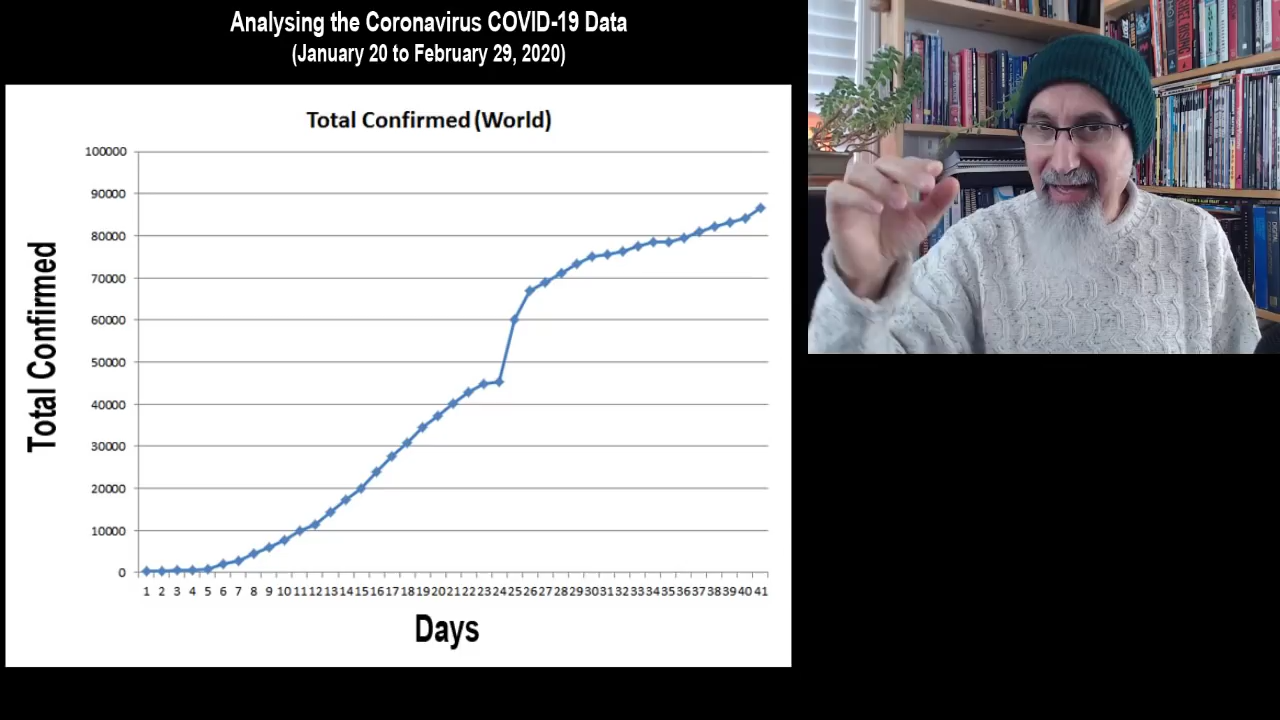 Analysing the Coronavirus COVID-19 Data
(January 20 to February 29, 2020)
Total Confirmed (World)
100000
90000
80000
70000
60000
50000
40000
30000
20000
10000
0
Total Confirmed
1 2 3 4 5 6 7 8 9 10 11 12 13 14 15 16 17 18 19 20 21 22 23 24 25 26 27 28 29 30 31 32 33 34 35 36 37 38 39 40 41
Days